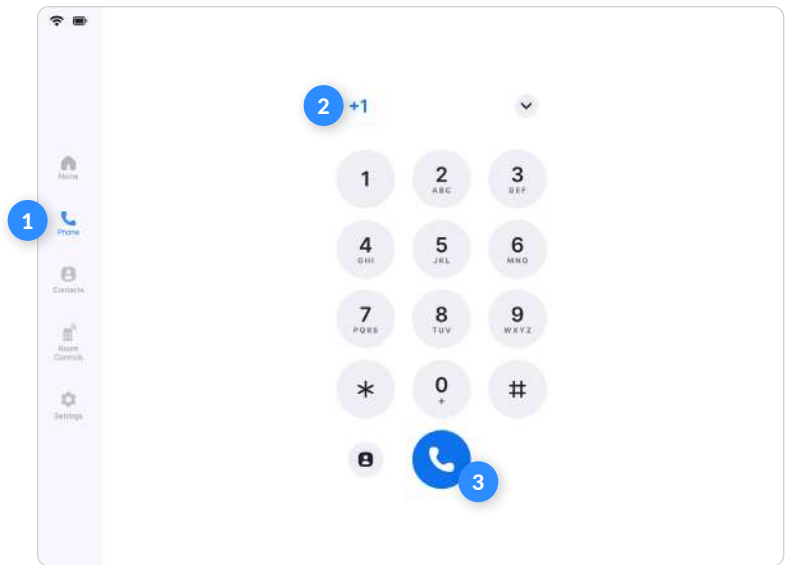 2 +1
1
2
ABC
3
DEF
4
GHI
5
JKL
6
MNO
7
PQRS
8
TUV
9
WXYZ
*
0
+
#
3
Home
1
Phone
Contacts
Room
Controls
Settings